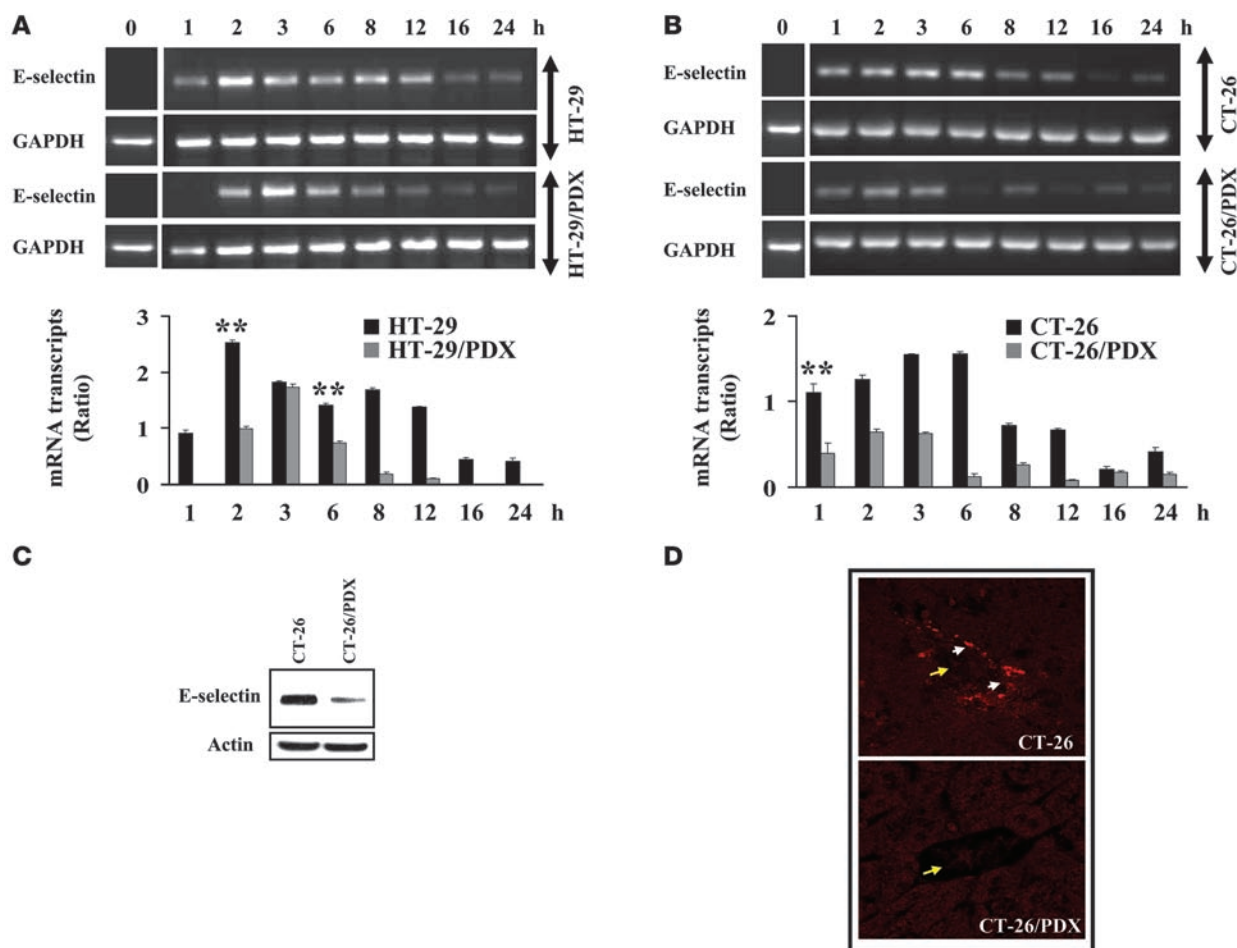 A
0 1 2 3 6 8 12 16 24 h
E-selectin
GAPDH
HT-29
E-selectin
GAPDH
HT-29/PDX
mRNA transcripts
(Ratio)
3
2
1
0
**
**
HT-29
HT-29/PDX
1 2 3 6 8 12 16 24 h
B
0 1 2 3 6 8 12 16 24 h
E-selectin
GAPDH
CT-26
E-selectin
GAPDH
CT-26/PDX
mRNA transcripts
(Ratio)
2
1
0
**
CT-26
CT-26/PDX
1 2 3 6 8 12 16 24 h
C
CT-26
CT-26/PDX
E-selectin
Actin
D
CT-26
CT-26/PDX